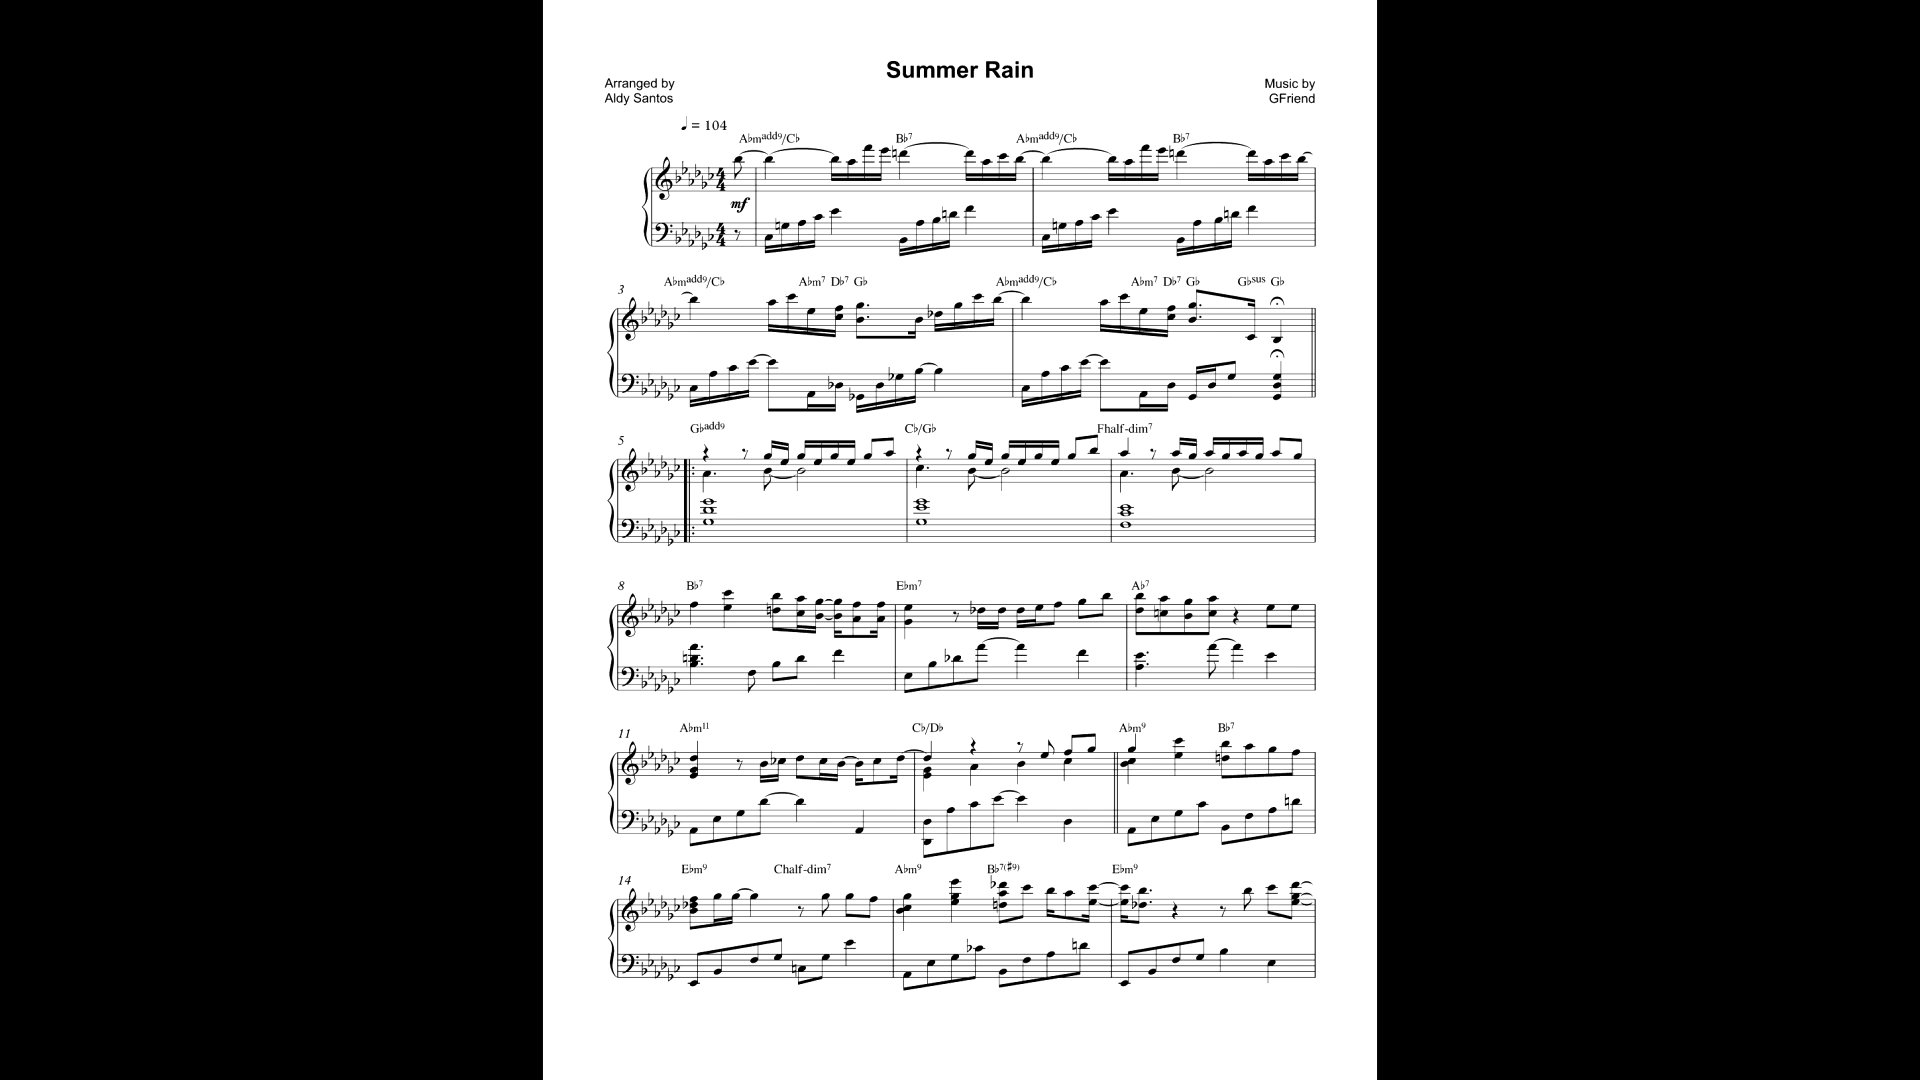 Summer Rain
Arranged by
Aldy Santos
Music by
GFriend
♩ = 104
A♭madd9/C♭ B♭7 A♭madd9/C♭ B♭7
mf
3
A♭madd9/C♭ A♭m7 D♭7 G♭ A♭madd9/C♭ A♭m7 D♭7 G♭ G♭sus G♭
5
G♭add9 C♭/G♭ Fhalf-dim7
8
B♭7 E♭m7 A♭7
11
A♭m11 C♭/D♭ A♭m9 B♭7
14
E♭m9 Chalf-dim7 A♭m9 B♭7(♯9) E♭m9